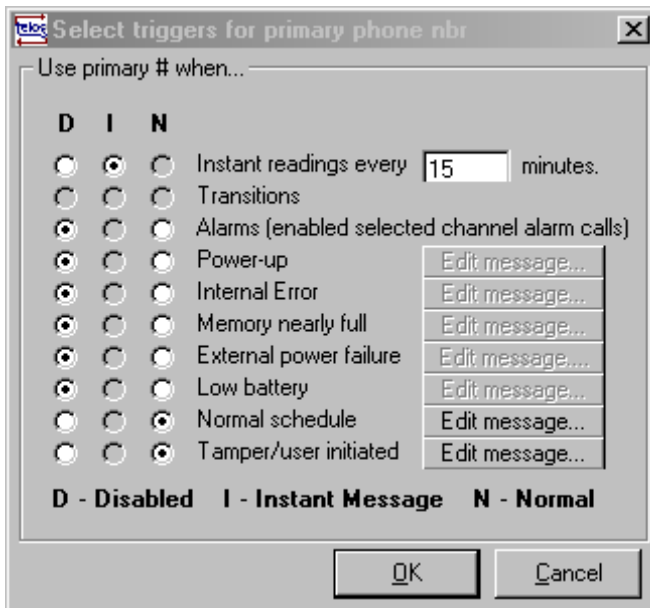 telog Select triggers for primary phone nbr
Use primary # when...
D I N
Instant readings every 15 minutes.
Transitions
Alarms (enabled selected channel alarm calls)
Power-up Edit message...
Internal Error Edit message...
Memory nearly full Edit message...
External power failure Edit message....
Low battery Edit message...
Normal schedule Edit message...
Tamper/user initiated Edit message...
D - Disabled I - Instant Message N - Normal
OK Cancel